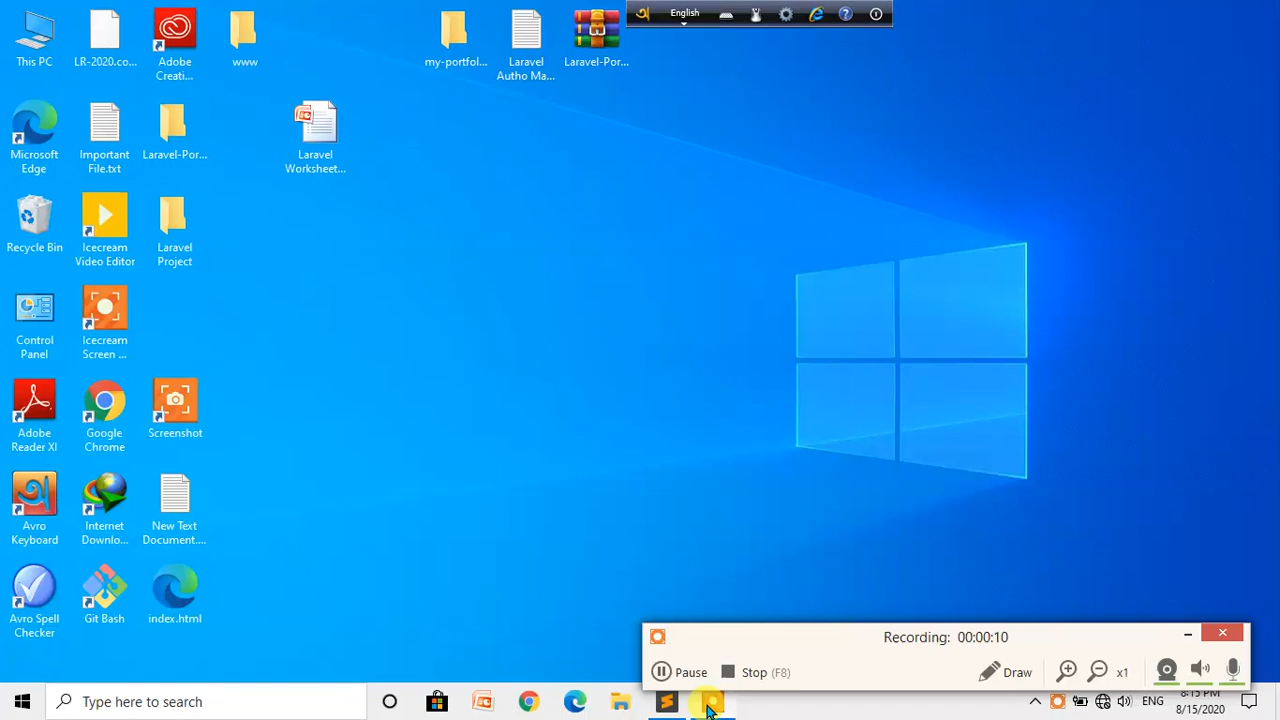 অ English
This PC
LR-2020.co...
Adobe
Creati...
www
my-portfol...
Laravel
Autho Ma...
Laravel-Por...
Microsoft
Edge
Important
File.txt
Laravel-Por...
Laravel
Worksheet...
Recycle Bin
Icecream
Video Editor
Laravel
Project
Control
Panel
Icecream
Screen ...
Adobe
Reader XI
Google
Chrome
Screenshot
অ
Avro
Keyboard
Internet
Downlo...
New Text
Document....
Avro Spell
Checker
Git Bash
index.html
Recording: 00:00:10
Pause Stop (F8) Draw x1
Type here to search
ENG
8:15 PM
8/15/2020